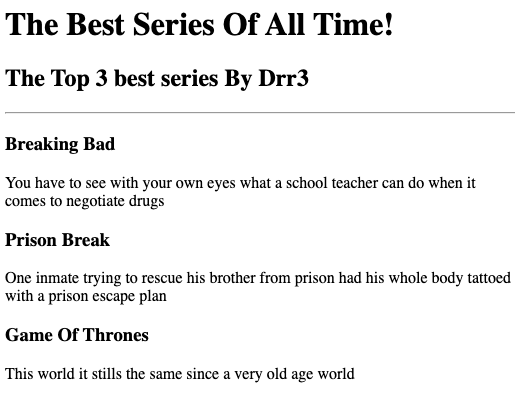 The Best Series Of All Time!
The Top 3 best series By Drr3
Breaking Bad
You have to see with your own eyes what a school teacher can do when it
comes to negotiate drugs
Prison Break
One inmate trying to rescue his brother from prison had his whole body tattoed
with a prison escape plan
Game Of Thrones
This world it stills the same since a very old age world